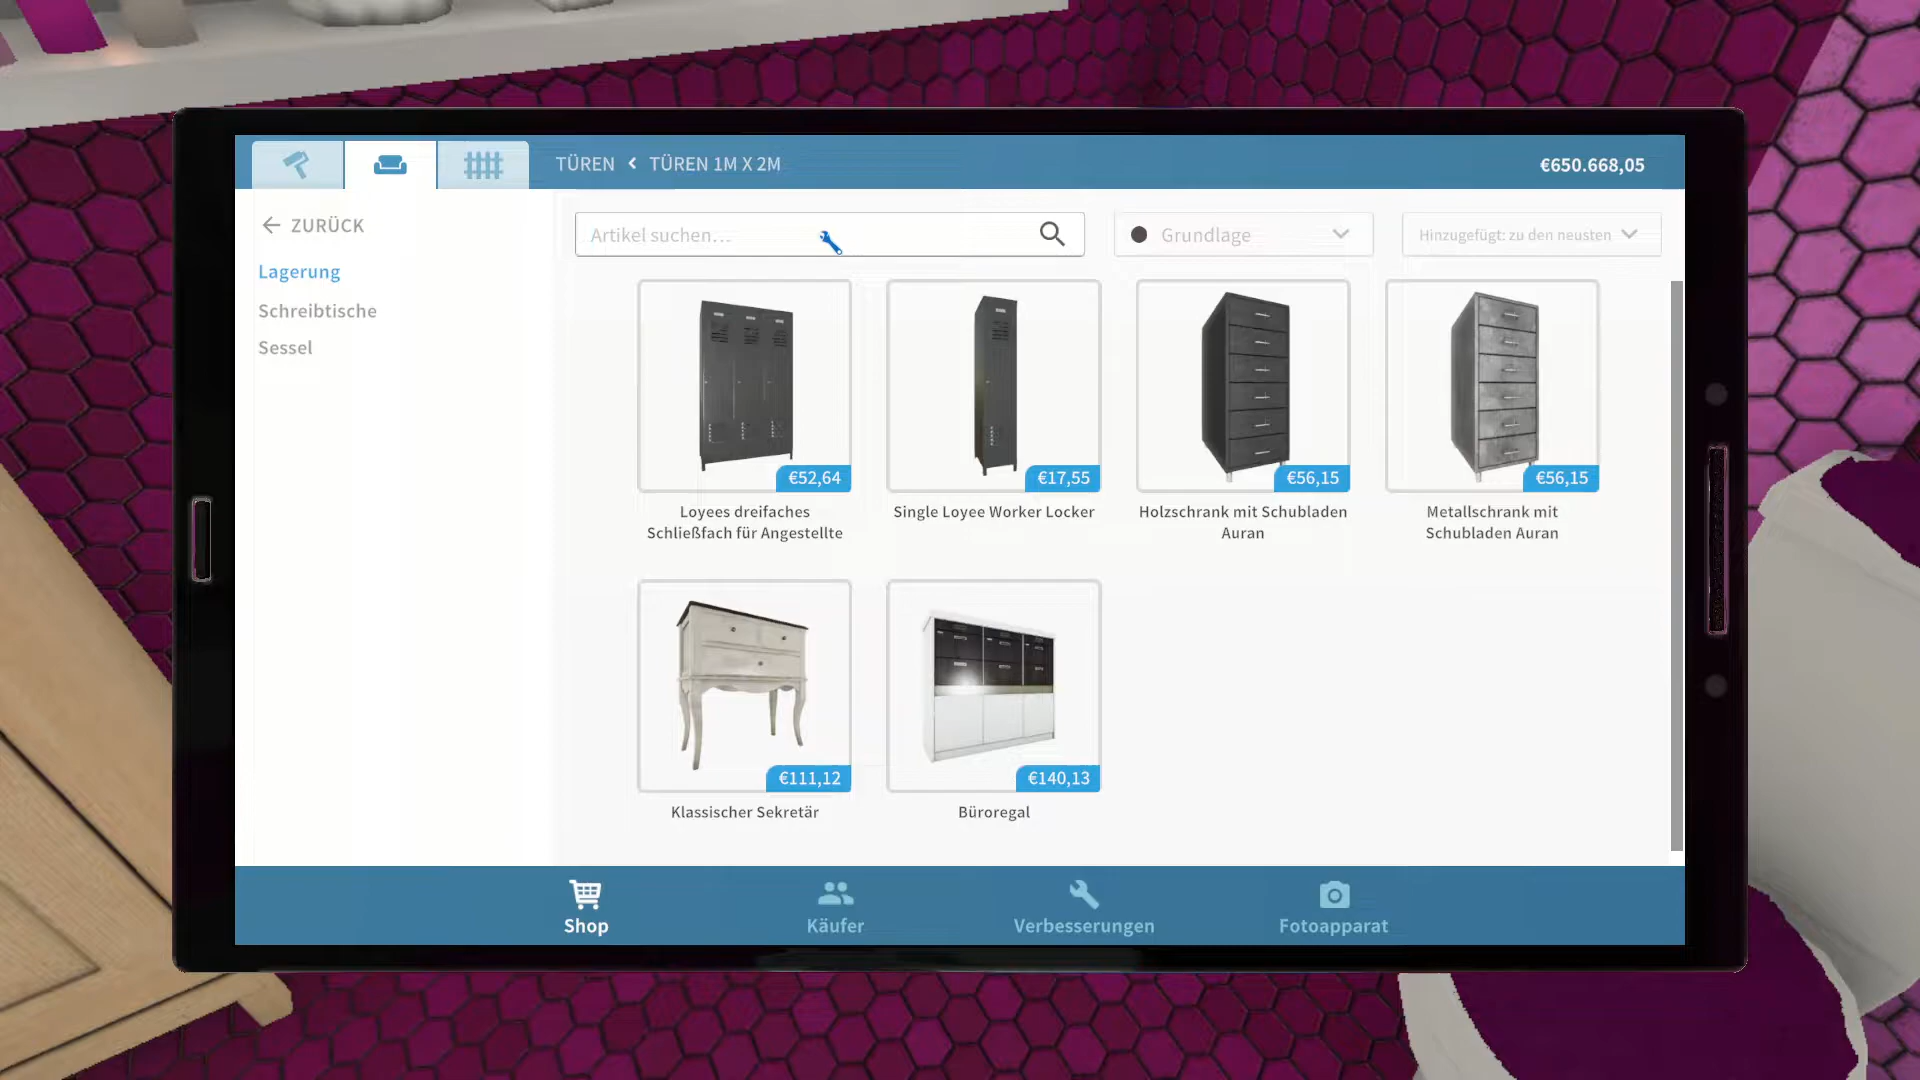 TÜREN < TÜREN 1M X 2M
€650.668,05
ZURÜCK
Lagerung
Schreibtische
Sessel
Artikel suchen...
Grundlage
Hinzugefügt: zu den neusten
€52,64
€17,55
€56,15
€56,15
Loyees dreifaches
Schließfach für Angestellte
Single Loyee Worker Locker
Holzschrank mit Schubladen
Auran
Metallschrank mit
Schubladen Auran
€111,12
€140,13
Klassischer Sekretär
Büroregal
Shop
Käufer
Verbesserungen
Fotoapparat